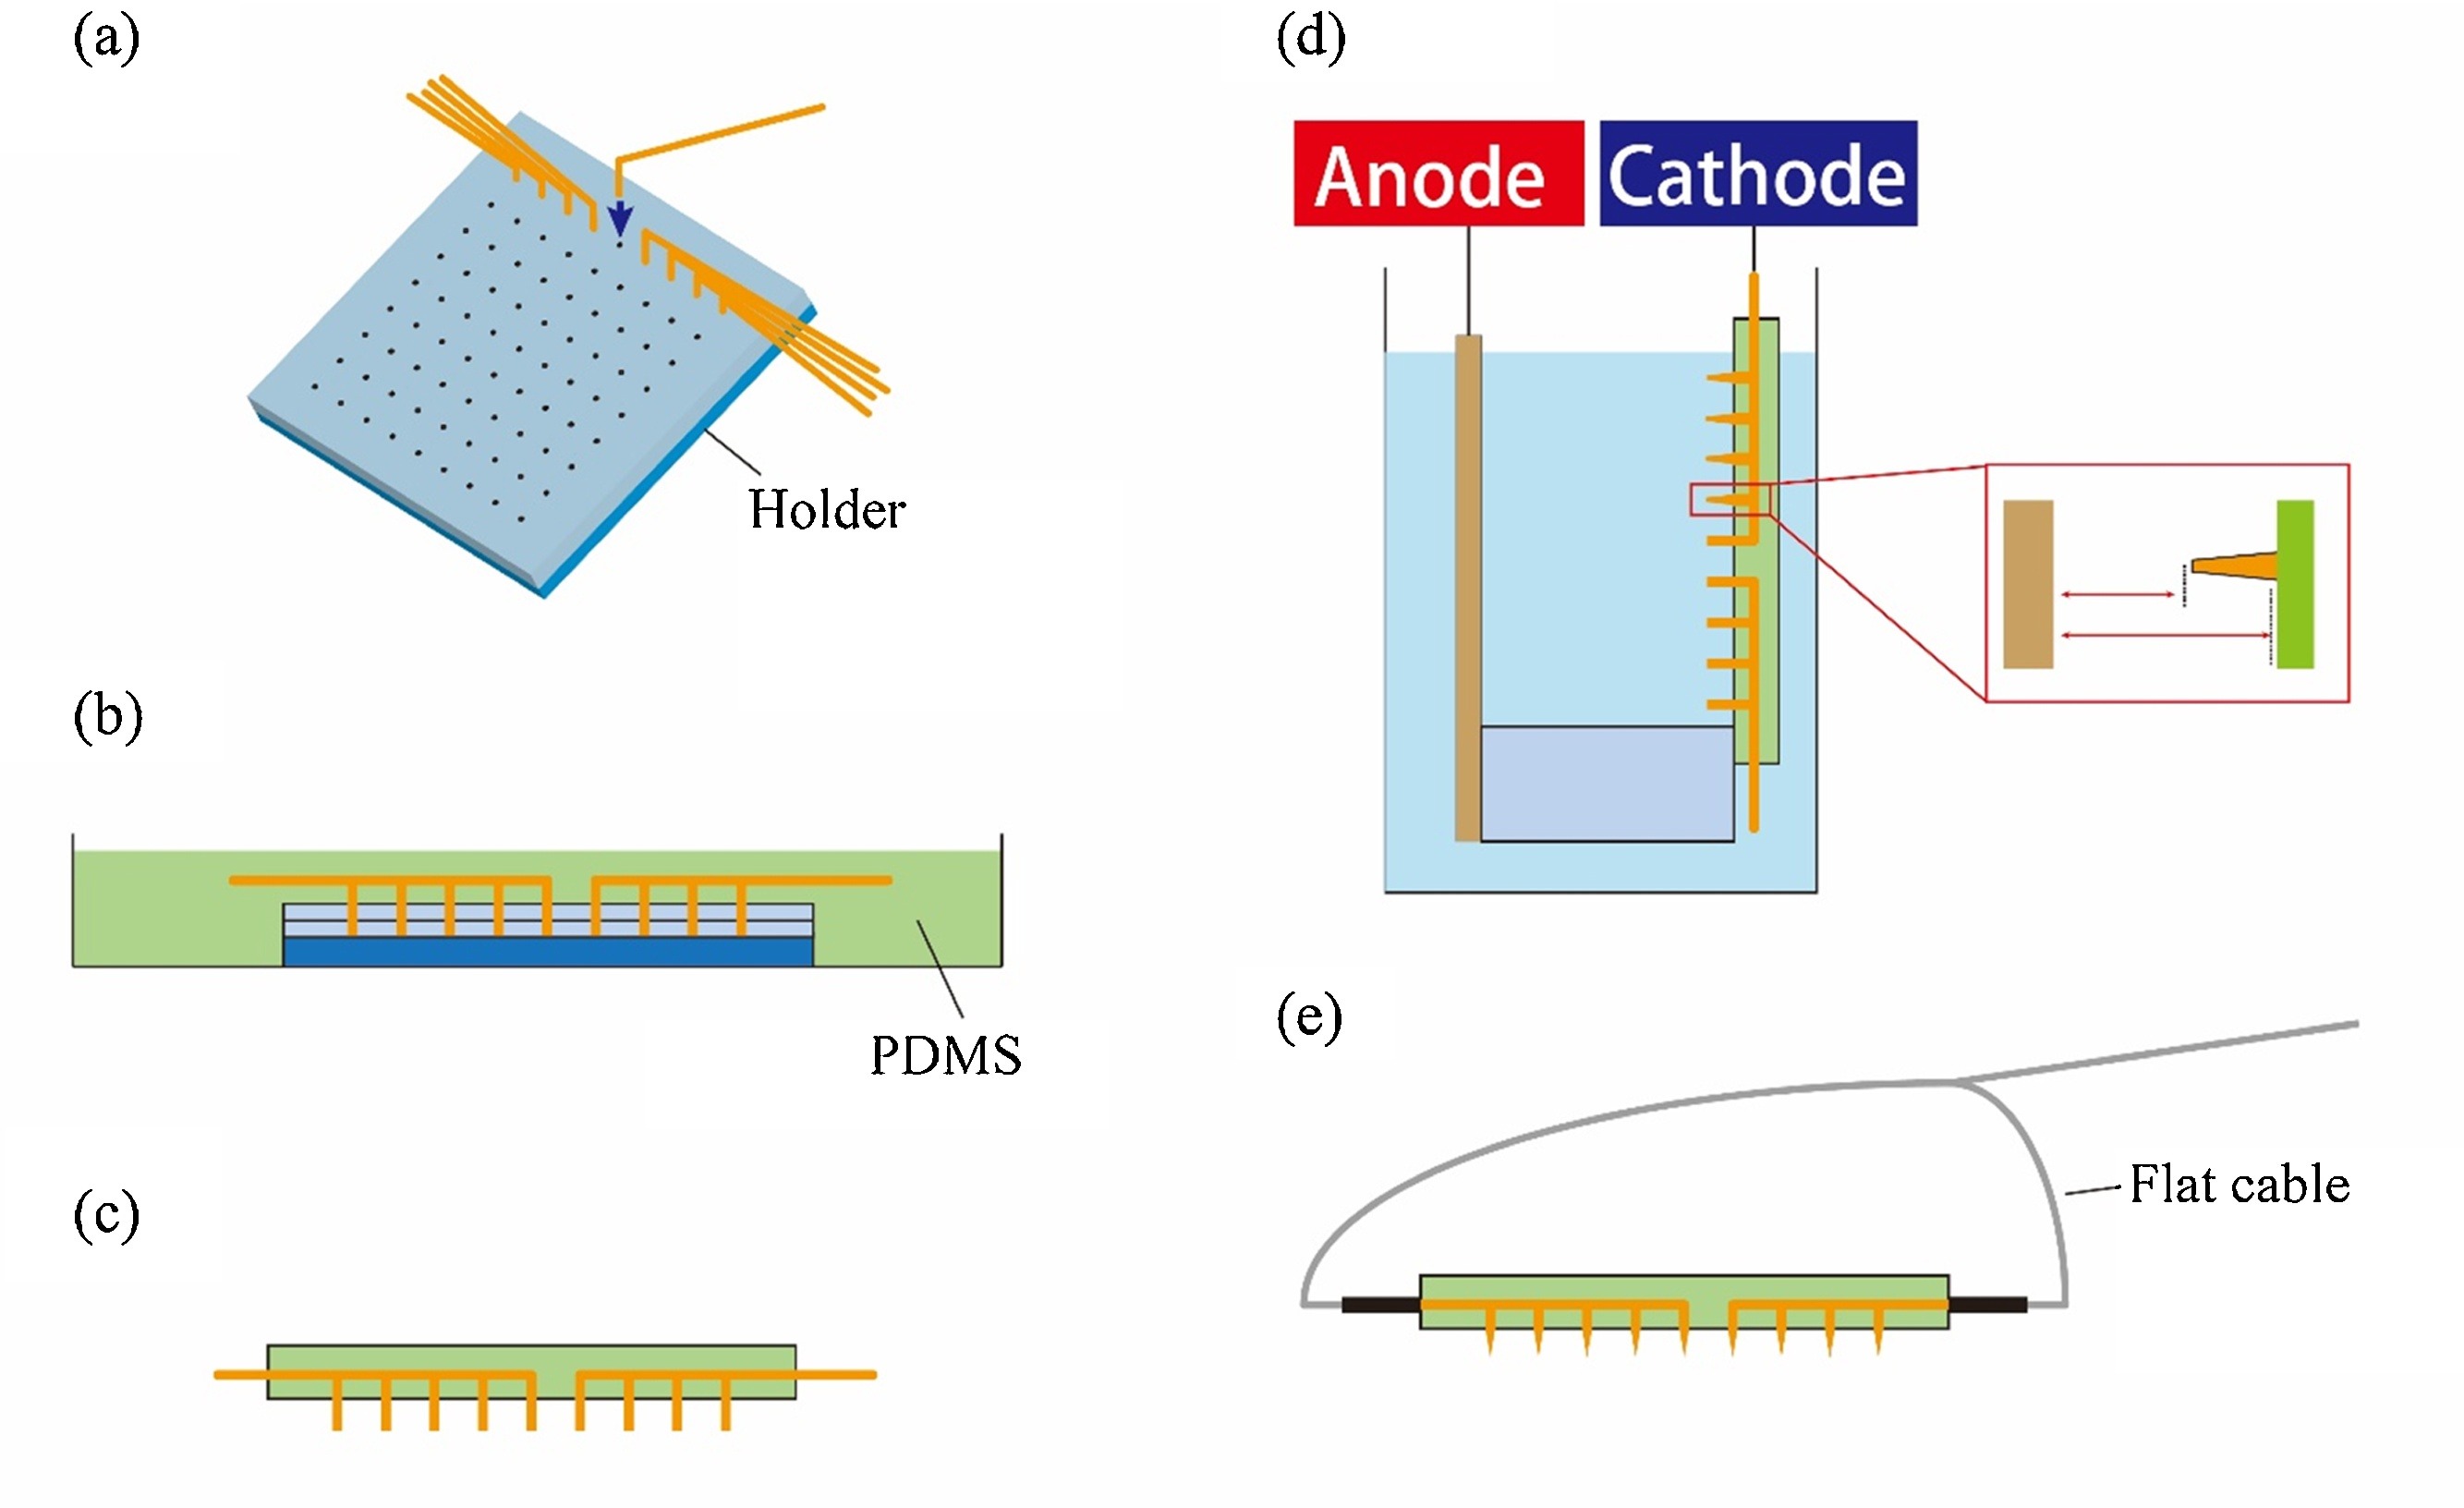 (a)
Holder
(b)
PDMS
(c)
(d)
Anode
Cathode
(e)
Flat cable